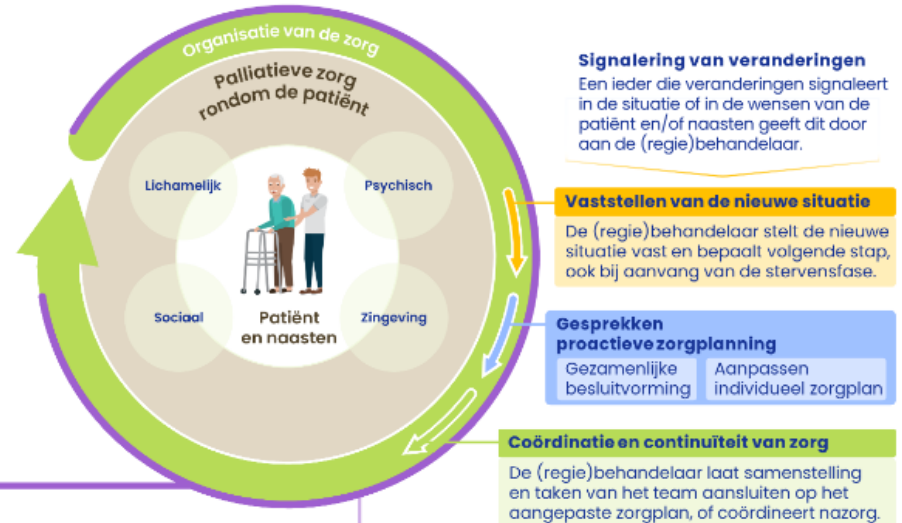 Organisatie van de zorg
Palliatieve zorg
rondom de patiënt
Lichamelijk
Psychisch
Sociaal
Zingeving
Patiënt
en naasten
Signalering van veranderingen
Een ieder die veranderingen signaleert
in de situatie of in de wensen van de
patiënt en/of naasten geeft dit door
aan de (regie)behandelaar.
Vaststellen van de nieuwe situatie
De (regie)behandelaar stelt de nieuwe
situatie vast en bepaalt volgende stap,
ook bij aanvang van de stervensfase.
Gesprekken
proactieve zorgplanning
Gezamenlijke
besluitvorming
Aanpassen
individueel zorgplan
Coördinatie en continuïteit van zorg
De (regie)behandelaar laat samenstelling
en taken van het team aansluiten op het
aangepaste zorgplan, of coördineert nazorg.